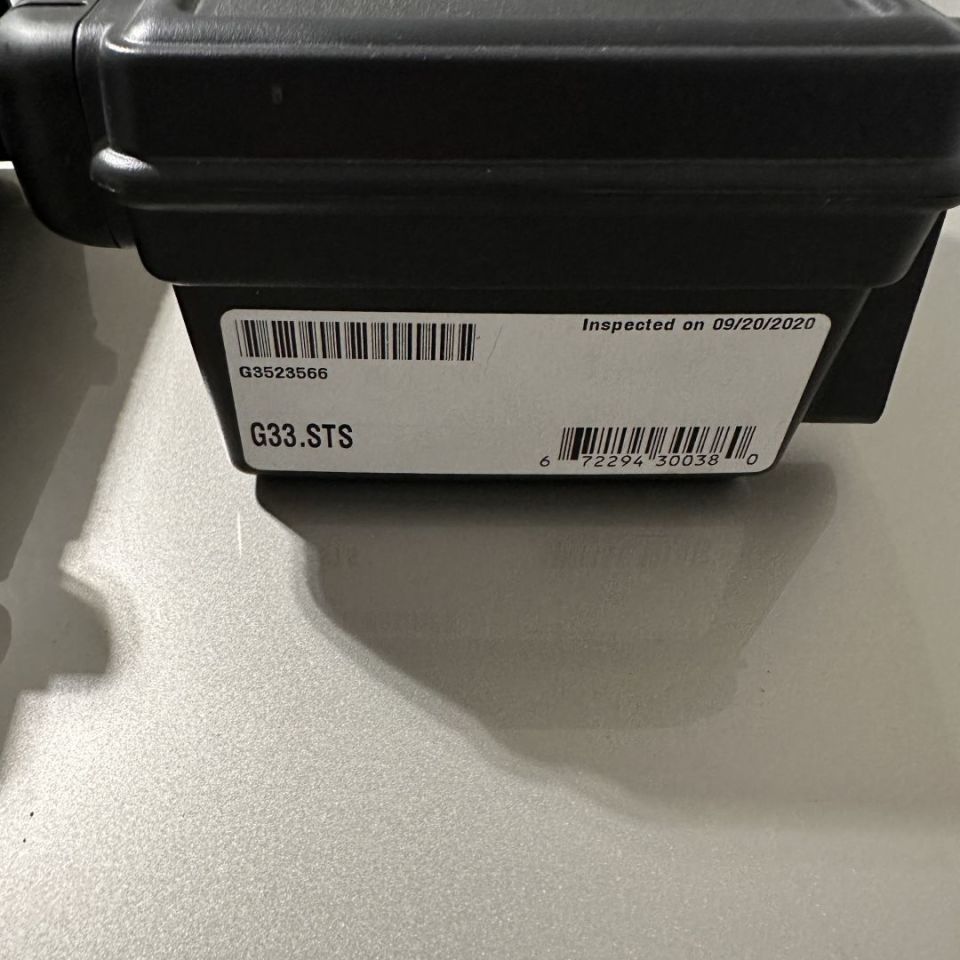 Inspected on 09/20/2020
G3523566
G33.STS
6 72294 30038 0